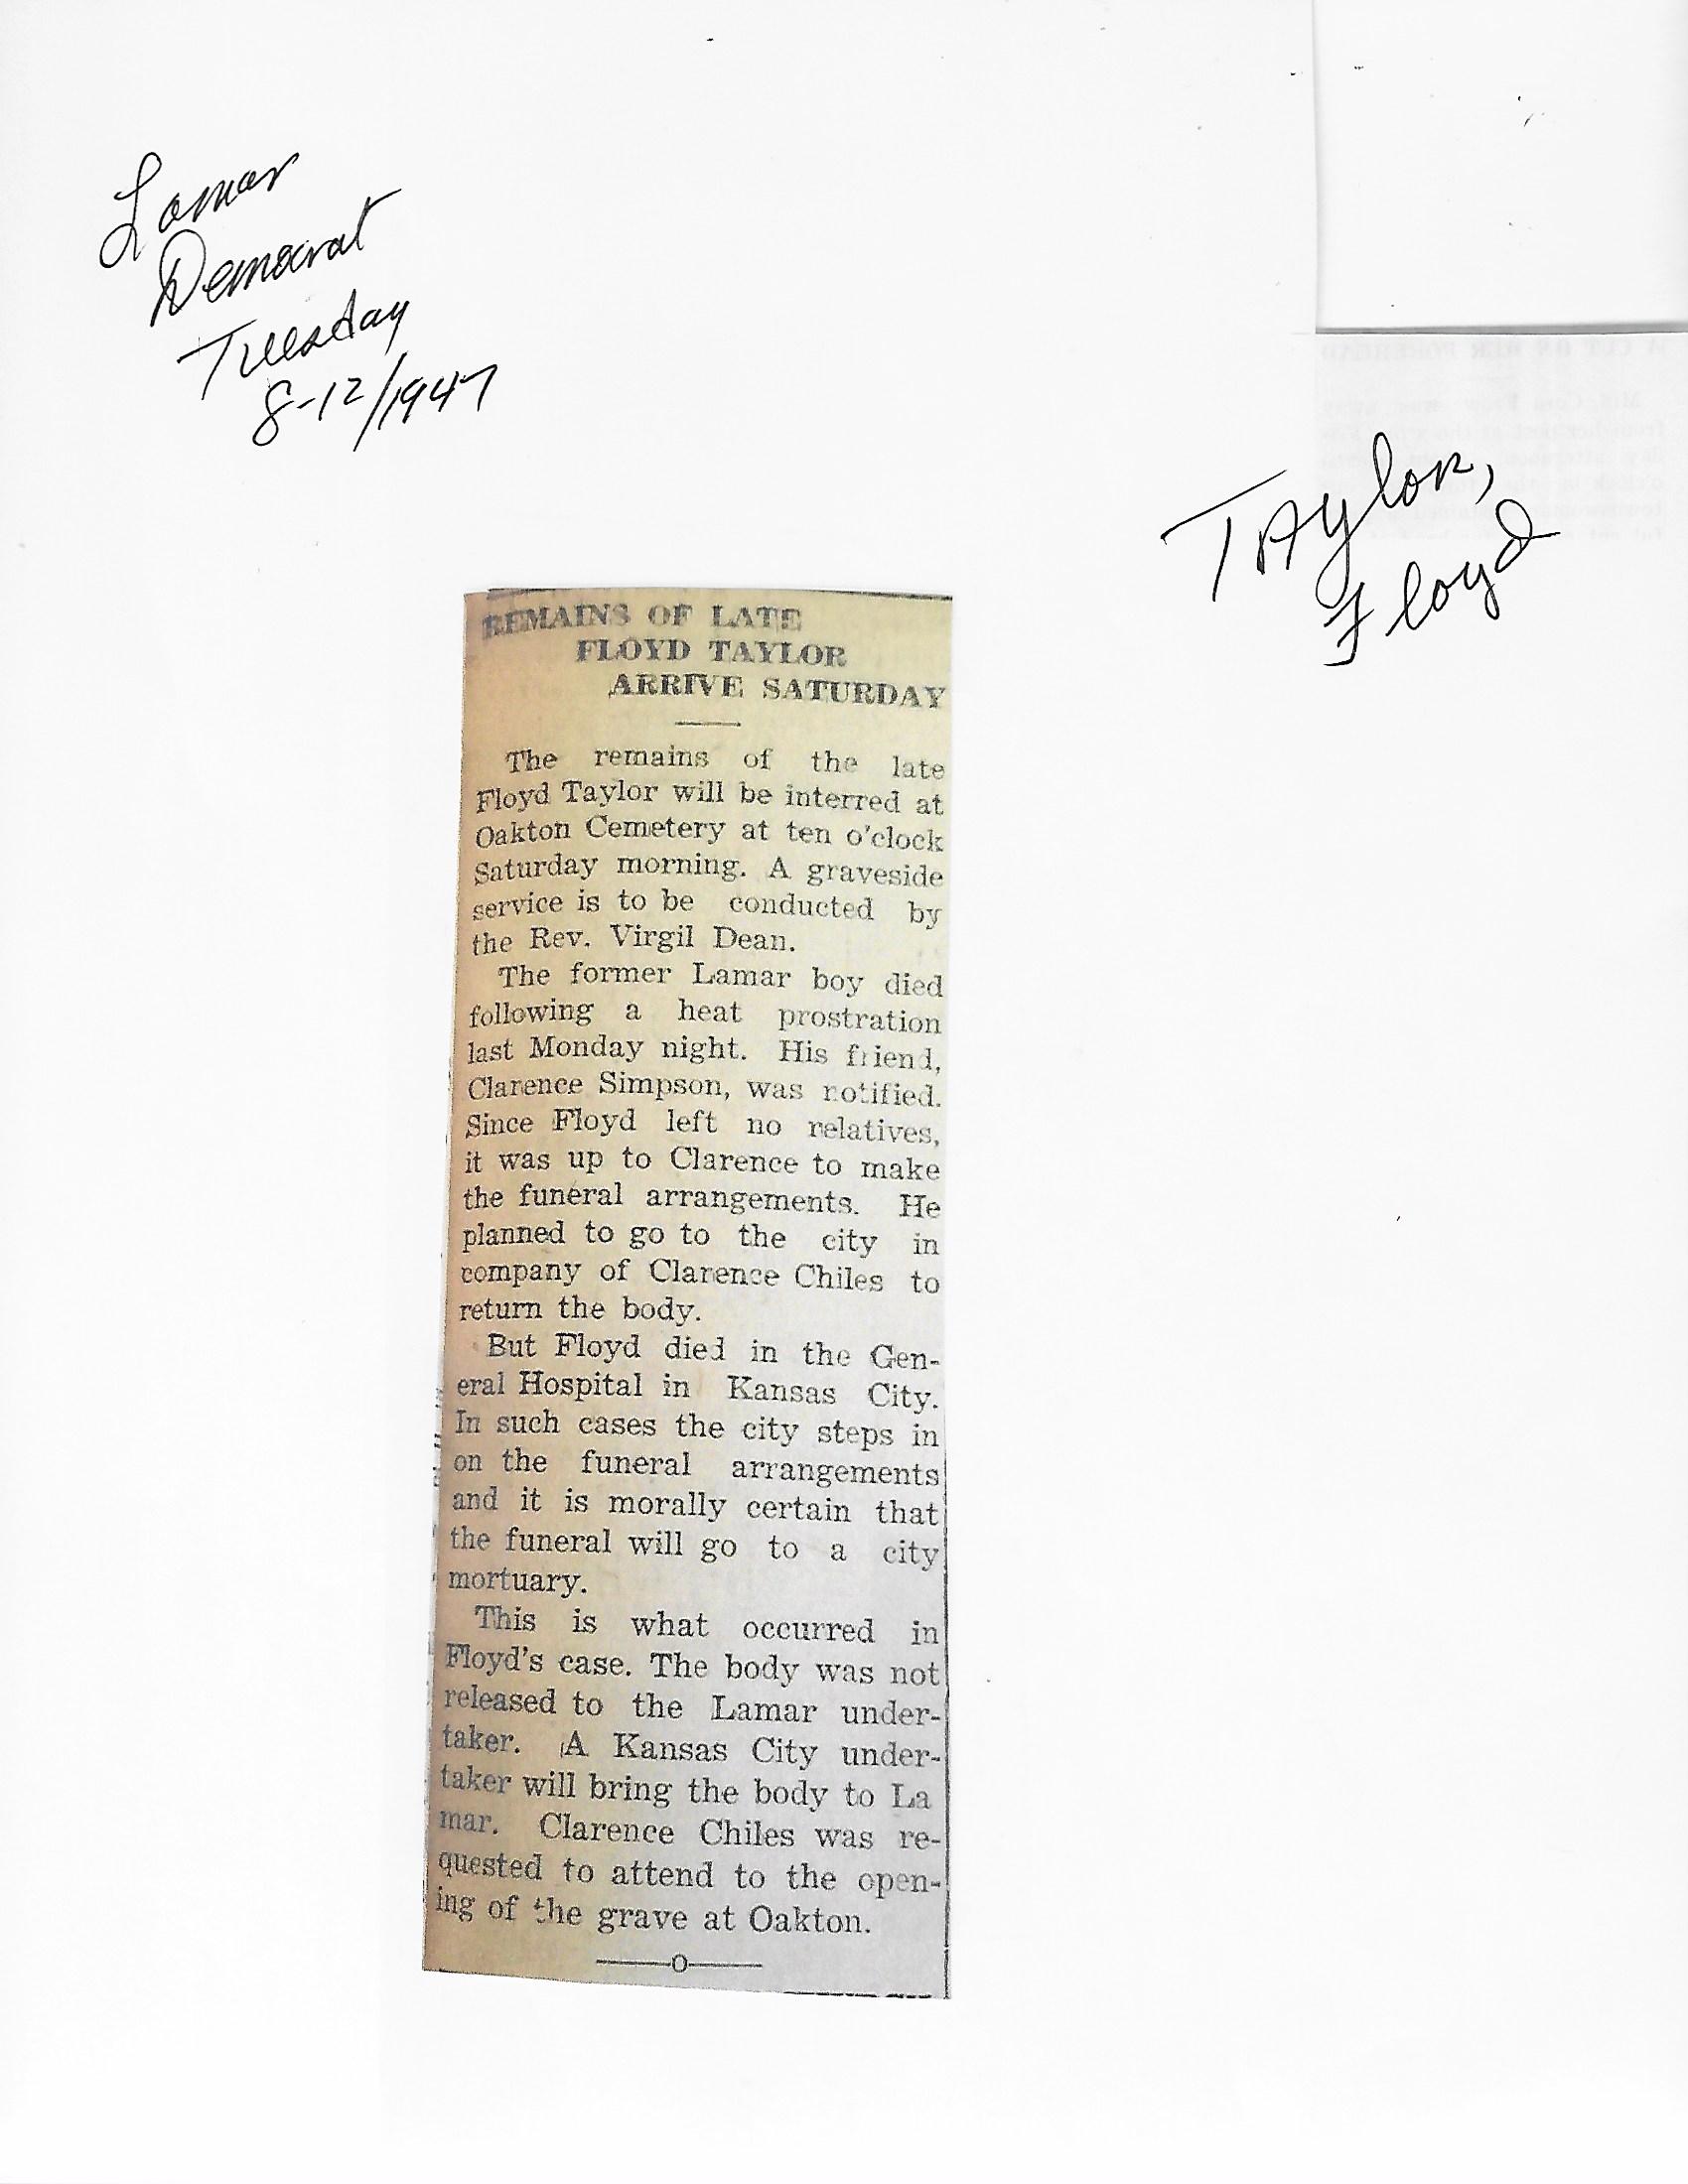 Lamar
Democrat
Tuesday
8-12/1947
Taylor,
Floyd
REMAINS OF LATE
FLOYD TAYLOR
ARRIVE SATURDAY
The remains of the late
Floyd Taylor will be interred at
Oakton Cemetery at ten o'clock
Saturday morning. A graveside
service is to be conducted by
the Rev. Virgil Dean.
The former Lamar boy died
following a heat prostration
last Monday night. His friend,
Clarence Simpson, was notified.
Since Floyd left no relatives,
it was up to Clarence to make
the funeral arrangements. He
planned to go to the city in
company of Clarence Chiles to
return the body.
But Floyd died in the Gen-
eral Hospital in Kansas City.
In such cases the city steps in
on the funeral arrangements
and it is morally certain that
the funeral will go to a city
mortuary.
This is what occurred in
Floyd's case. The body was not
released to the Lamar under-
taker. A Kansas City under-
taker will bring the body to La
mar. Clarence Chiles was re-
quested to attend to the open-
ing of the grave at Oakton.